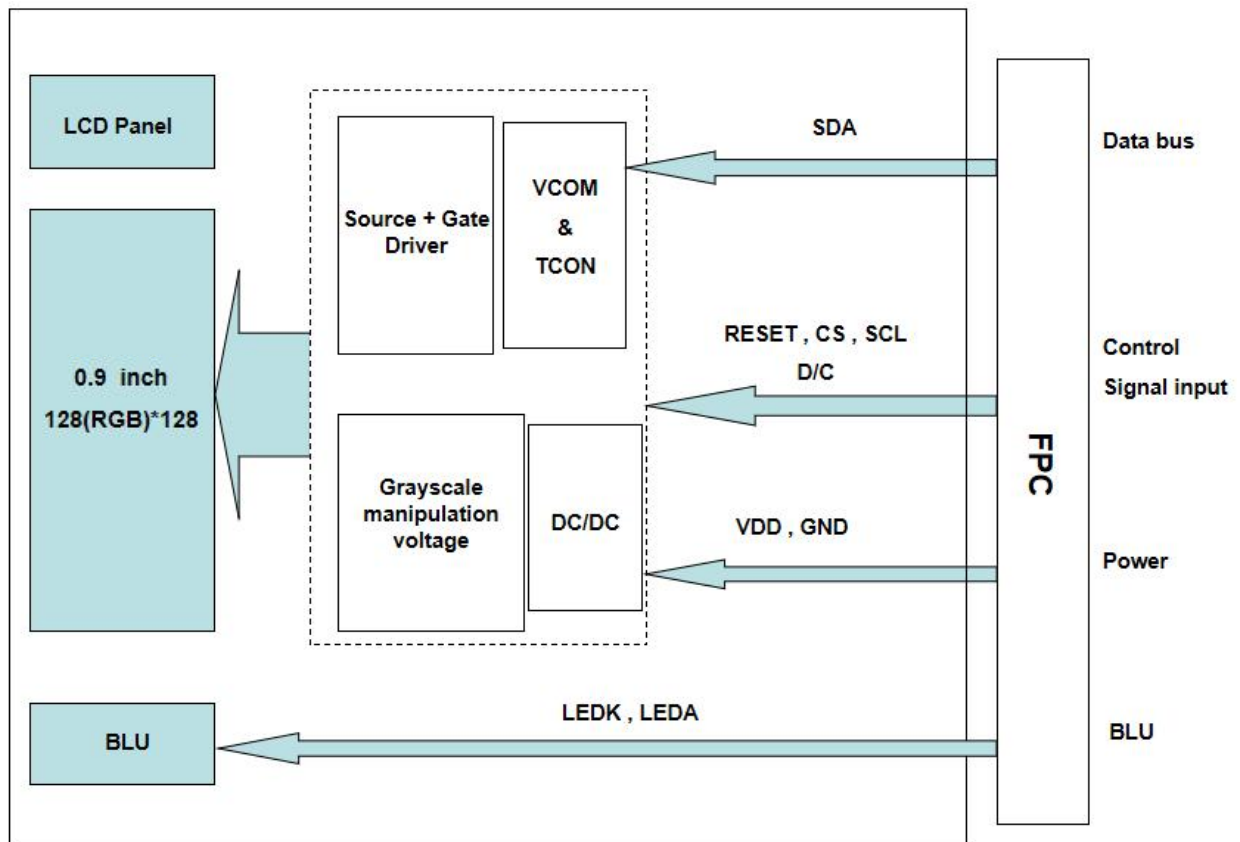 LCD Panel
0.9 inch
128(RGB)*128
BLU
Source + Gate
Driver
VCOM
&
TCON
Grayscale
manipulation
voltage
DC/DC
SDA
RESET , CS , SCL
D/C
VDD , GND
LEDK , LEDA
FPC
Data bus
Control
Signal input
Power
BLU